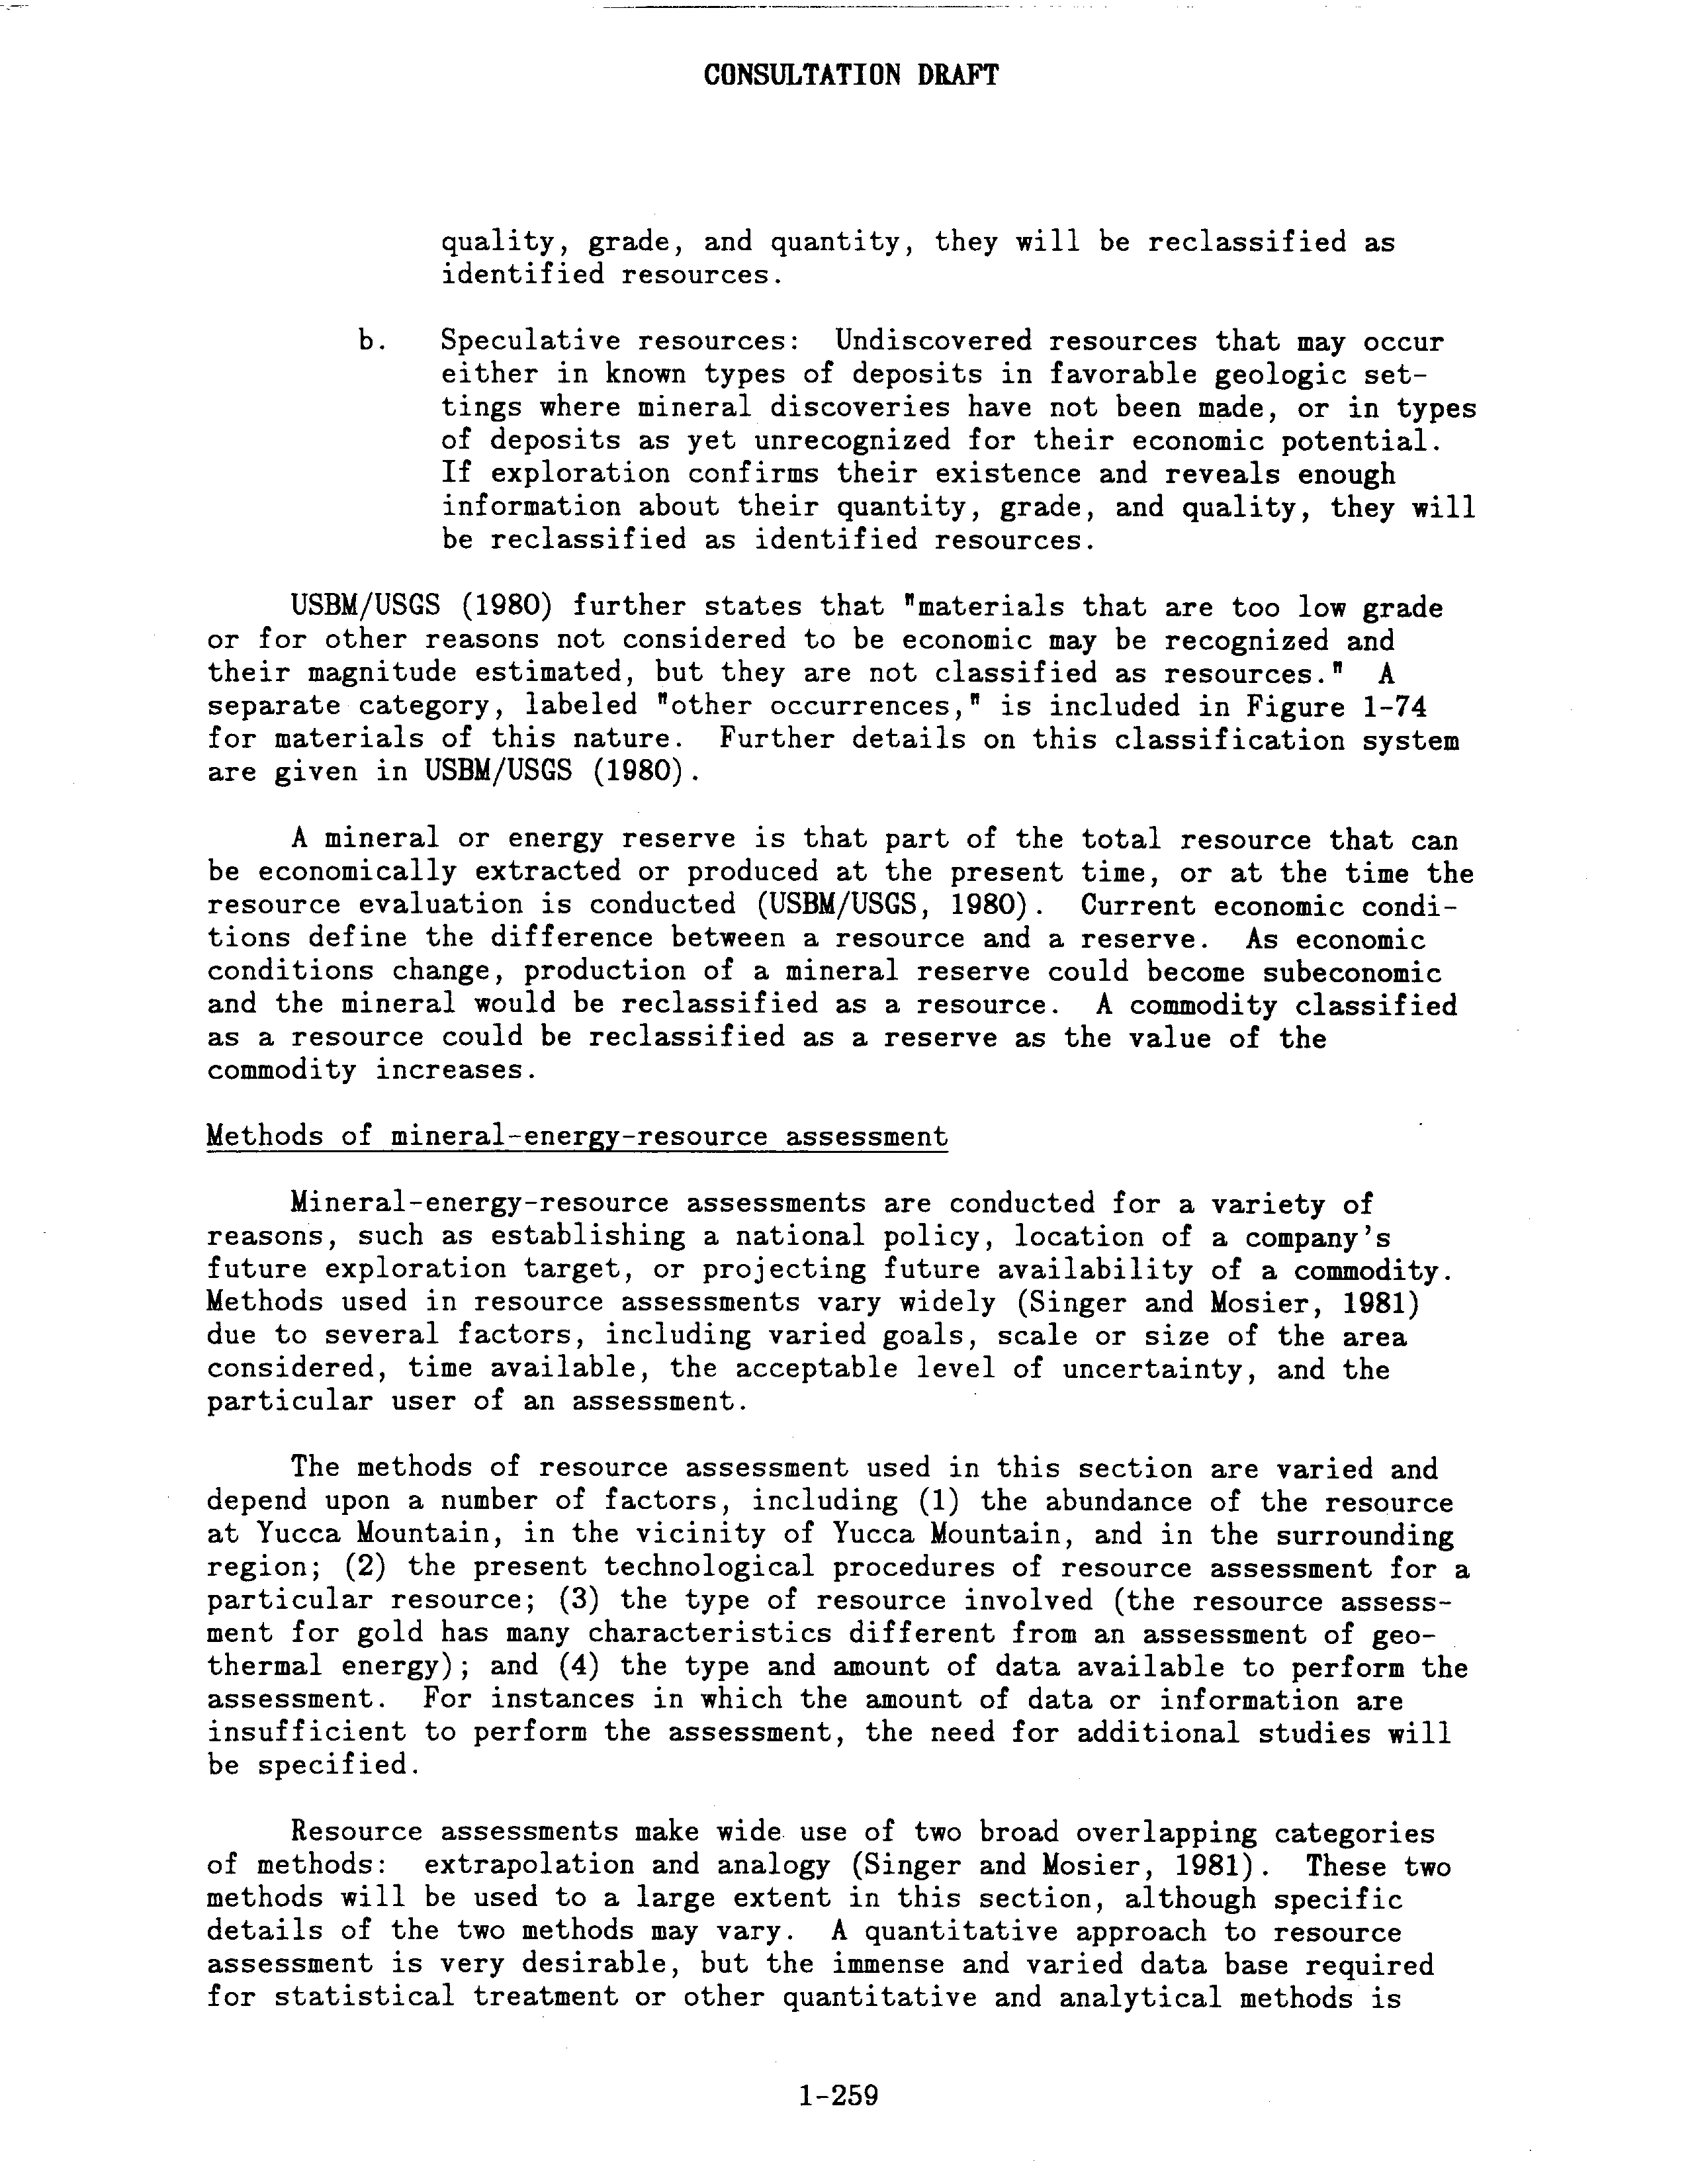 CONSULTATION DRAFT
quality, grade, and quantity, they will be reclassified as
identified resources.
b. Speculative resources: Undiscovered resources that may occur
either in known types of deposits in favorable geologic set-
tings where mineral discoveries have not been made, or in types
of deposits as yet unrecognized for their economic potential.
If exploration confirms their existence and reveals enough
information about their quantity, grade, and quality, they will
be reclassified as identified resources.
USBM/USGS (1980) further states that "materials that are too low grade
or for other reasons not considered to be economic may be recognized and
their magnitude estimated, but they are not classified as resources." A
separate category, labeled "other occurrences," is included in Figure 1-74
for materials of this nature. Further details on this classification system
are given in USBM/USGS (1980).
A mineral or energy reserve is that part of the total resource that can
be economically extracted or produced at the present time, or at the time the
resource evaluation is conducted (USBM/USGS, 1980). Current economic condi-
tions define the difference between a resource and a reserve. As economic
conditions change, production of a mineral reserve could become subeconomic
and the mineral would be reclassified as a resource. A commodity classified
as a resource could be reclassified as a reserve as the value of the
commodity increases.
Methods of mineral-energy-resource assessment
Mineral-energy-resource assessments are conducted for a variety of
reasons, such as establishing a national policy, location of a company's
future exploration target, or projecting future availability of a commodity.
Methods used in resource assessments vary widely (Singer and Mosier, 1981)
due to several factors, including varied goals, scale or size of the area
considered, time available, the acceptable level of uncertainty, and the
particular user of an assessment.
The methods of resource assessment used in this section are varied and
depend upon a number of factors, including (1) the abundance of the resource
at Yucca Mountain, in the vicinity of Yucca Mountain, and in the surrounding
region; (2) the present technological procedures of resource assessment for a
particular resource; (3) the type of resource involved (the resource assess-
ment for gold has many characteristics different from an assessment of geo-
thermal energy); and (4) the type and amount of data available to perform the
assessment. For instances in which the amount of data or information are
insufficient to perform the assessment, the need for additional studies will
be specified.
Resource assessments make wide use of two broad overlapping categories
of methods: extrapolation and analogy (Singer and Mosier, 1981). These two
methods will be used to a large extent in this section, although specific
details of the two methods may vary. A quantitative approach to resource
assessment is very desirable, but the immense and varied data base required
for statistical treatment or other quantitative and analytical methods is
1-259